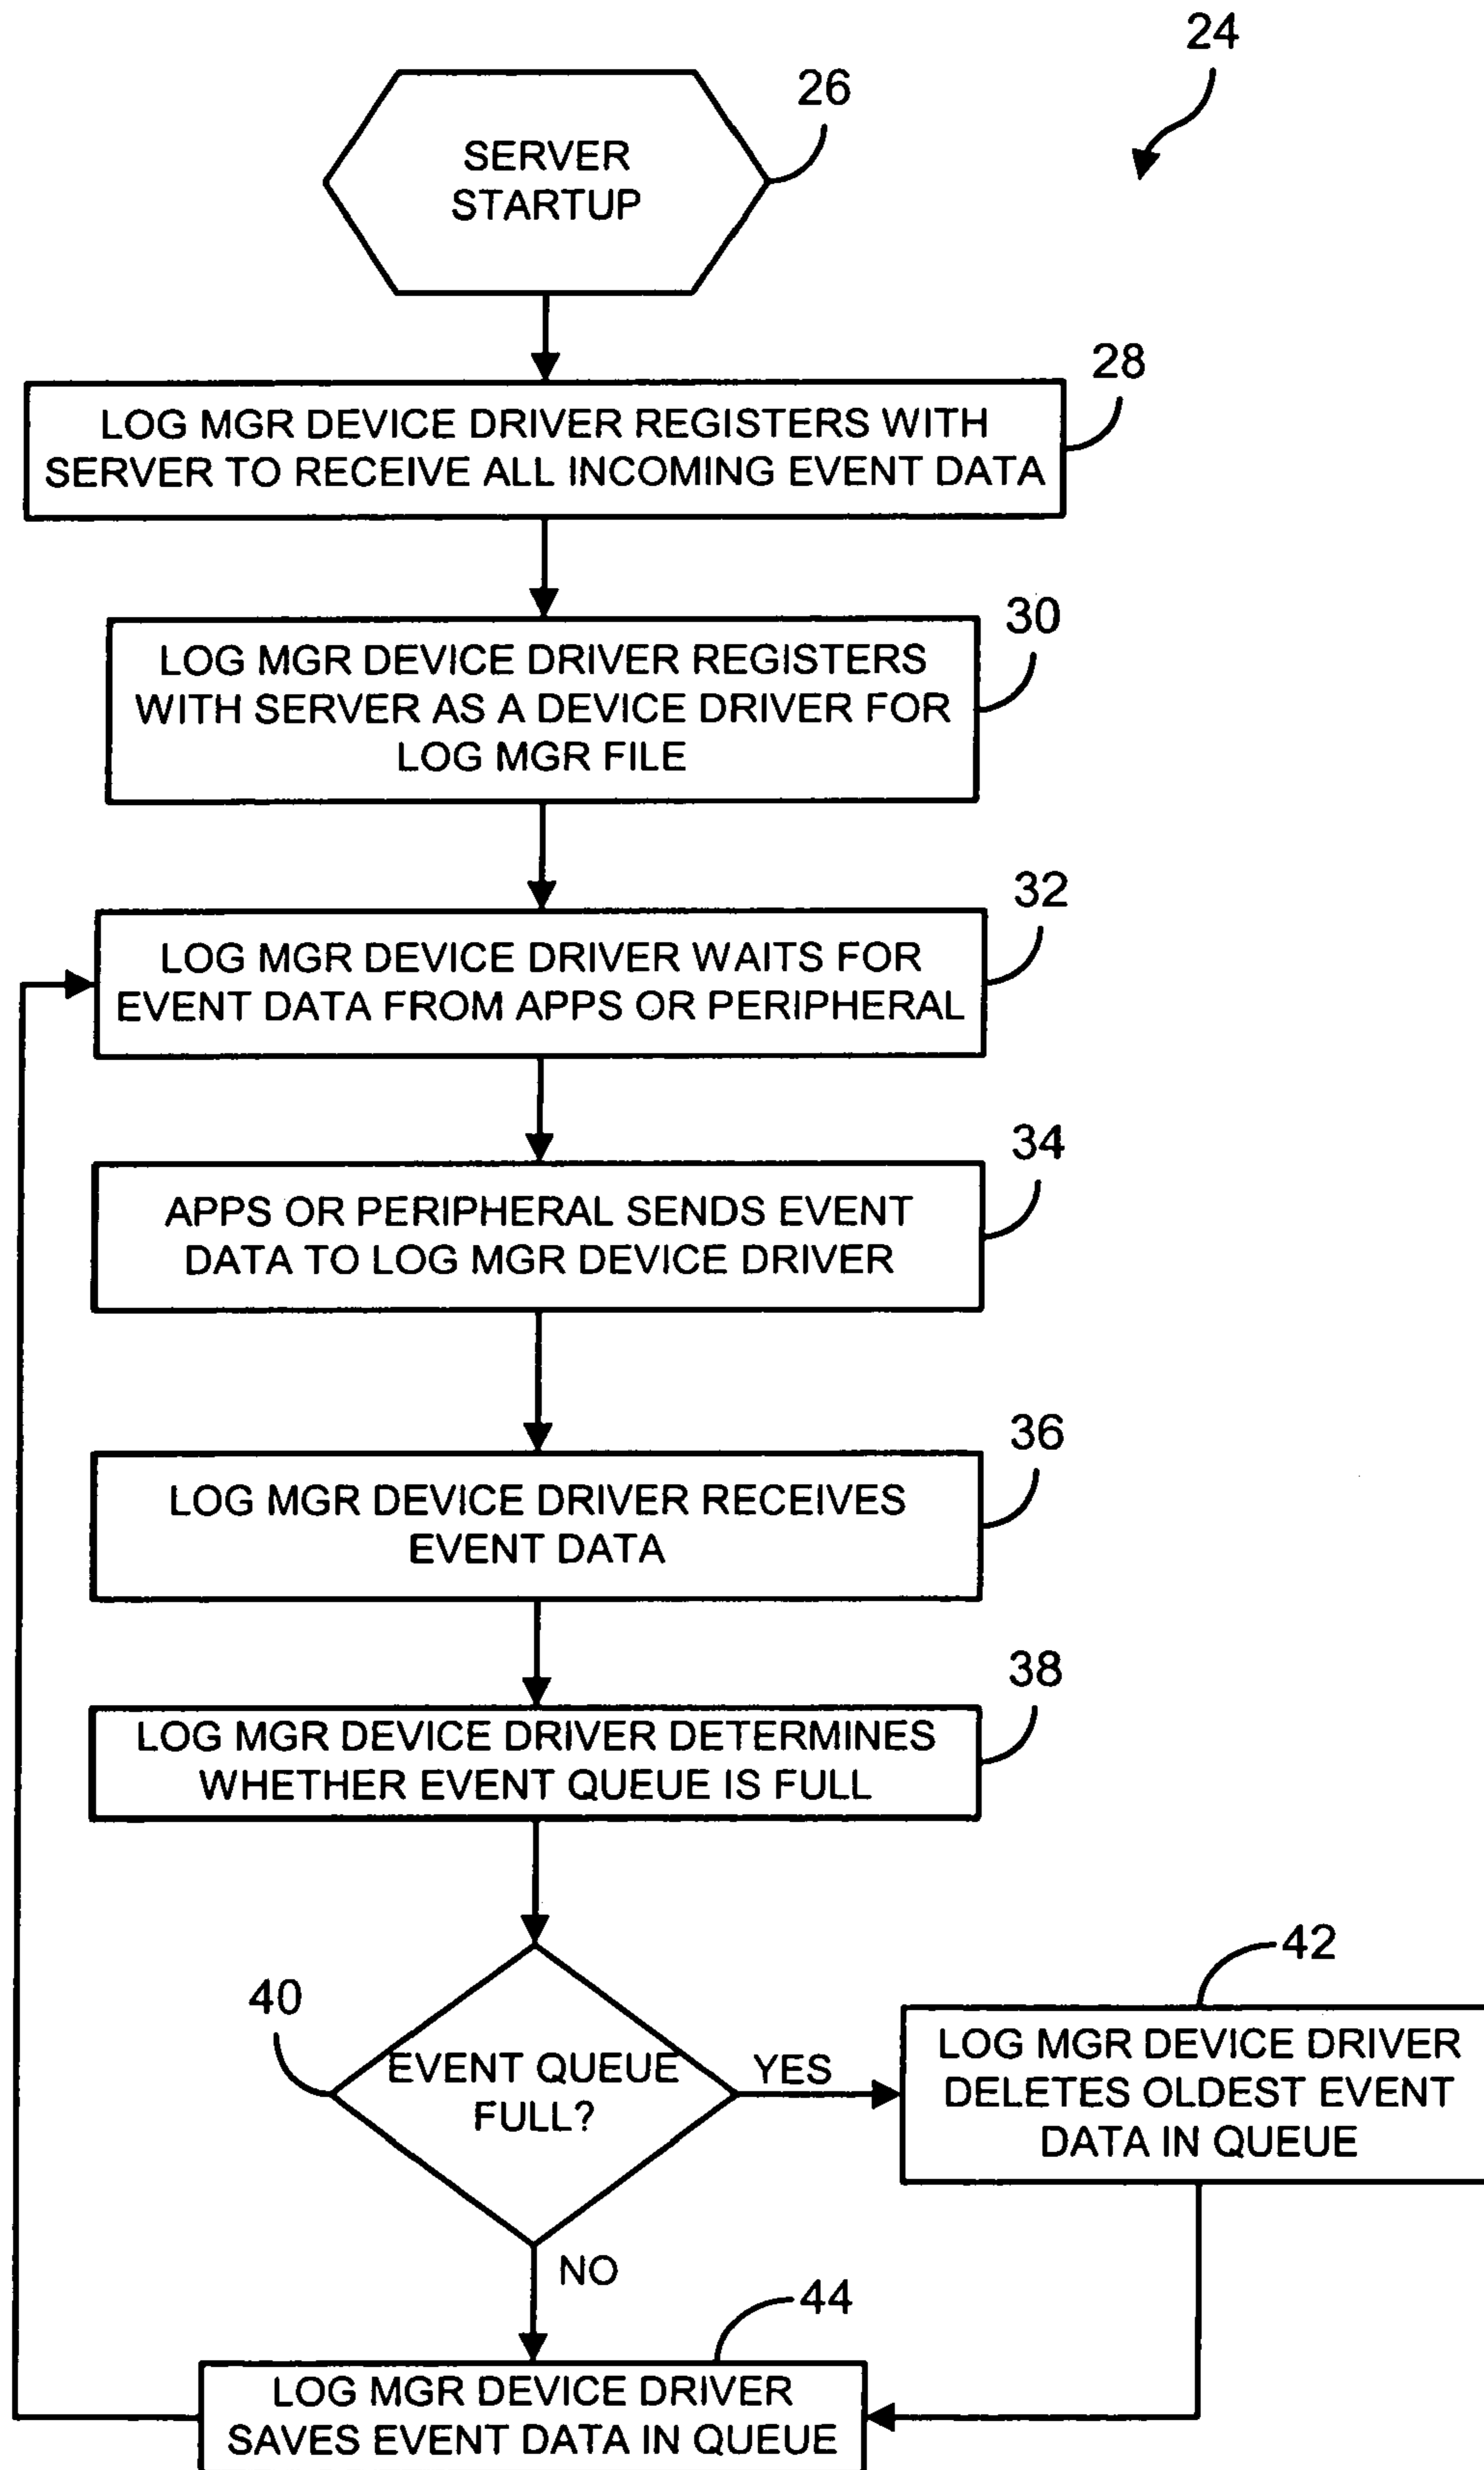 24
26
SERVER
STARTUP
28
LOG MGR DEVICE DRIVER REGISTERS WITH
SERVER TO RECEIVE ALL INCOMING EVENT DATA
30
LOG MGR DEVICE DRIVER REGISTERS
WITH SERVER AS A DEVICE DRIVER FOR
LOG MGR FILE
32
LOG MGR DEVICE DRIVER WAITS FOR
EVENT DATA FROM APPS OR PERIPHERAL
34
APPS OR PERIPHERAL SENDS EVENT
DATA TO LOG MGR DEVICE DRIVER
36
LOG MGR DEVICE DRIVER RECEIVES
EVENT DATA
38
LOG MGR DEVICE DRIVER DETERMINES
WHETHER EVENT QUEUE IS FULL
40
EVENT QUEUE
FULL?
YES
42
LOG MGR DEVICE DRIVER
DELETES OLDEST EVENT
DATA IN QUEUE
NO
44
LOG MGR DEVICE DRIVER
SAVES EVENT DATA IN QUEUE